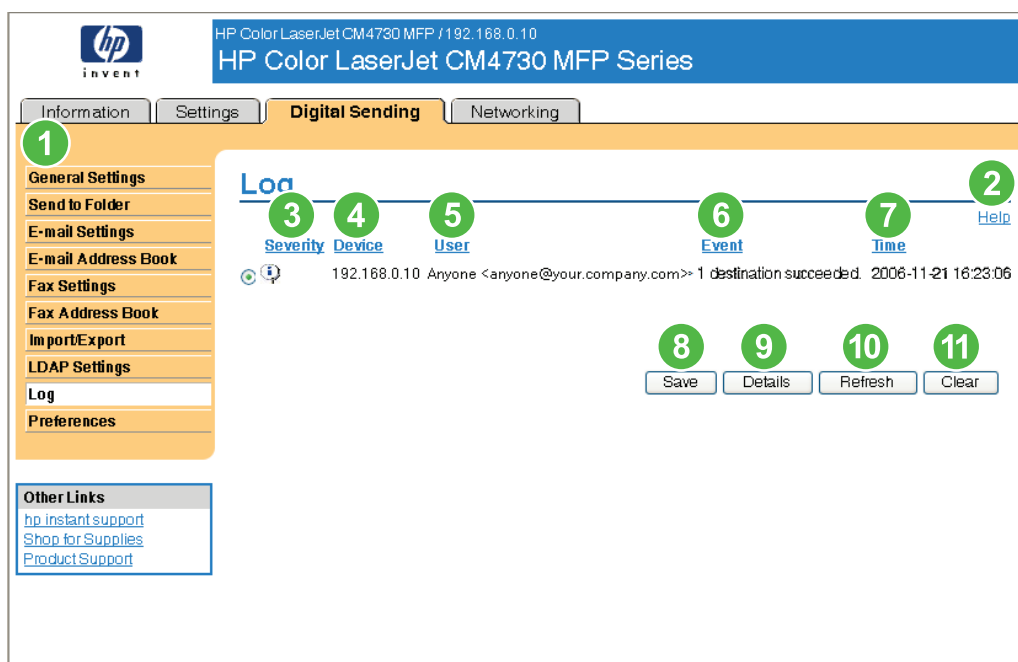 hp
invent
HP Color LaserJet CM4730 MFP / 192.168.0.10
HP Color LaserJet CM4730 MFP Series
Information Settings Digital Sending Networking
1
General Settings
Send to Folder
E-mail Settings
E-mail Address Book
Fax Settings
Fax Address Book
Import/Export
LDAP Settings
Log
Preferences
Other Links
hp instant support
Shop for Supplies
Product Support
Log
2
Help
3 4 5 6 7
Severity Device User Event Time
192.168.0.10 Anyone <anyone@your.company.com> 1 destination succeeded. 2006-11-21 16:23:06
8 9 10 11
Save Details Refresh Clear